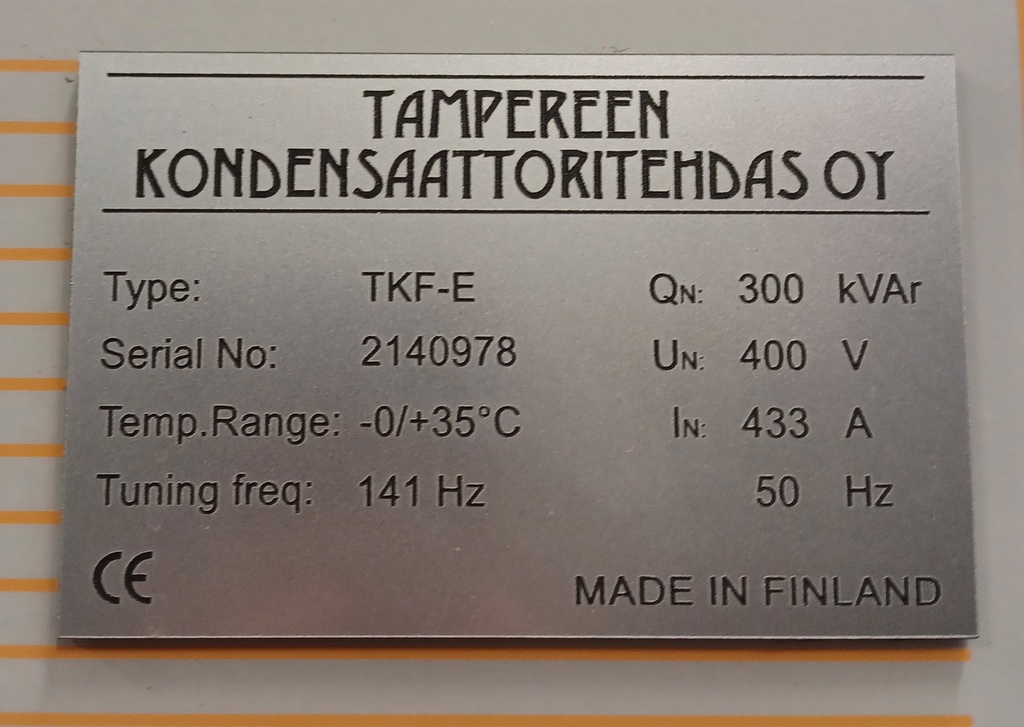 TAMPEREEN
KONDENSAATTORITEHDAS OY
Type: TKF-E QN: 300 kVAr
Serial No: 2140978 UN: 400 V
Temp.Range: -0/+35°C IN: 433 A
Tuning freq: 141 Hz 50 Hz
CE MADE IN FINLAND